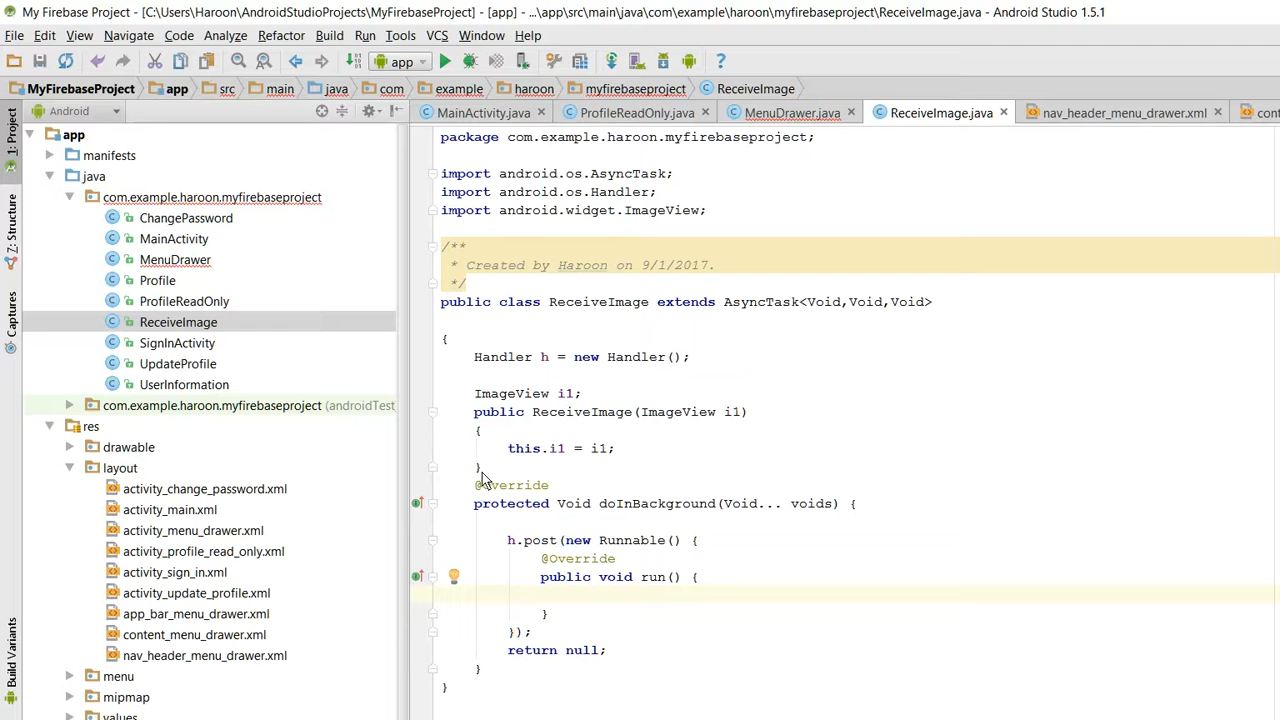 My Firebase Project - [C:\Users\Haroon\AndroidStudioProjects\MyFirebaseProject] - [app] - ...\app\src\main\java\com\example\haroon\myfirebaseproject\ReceiveImage.java - Android Studio 1.5.1
File Edit View Navigate Code Analyze Refactor Build Run Tools VCS Window Help
app
MyFirebaseProject app src main java com example haroon myfirebaseproject ReceiveImage
Android MainActivity.java ProfileReadOnly.java MenuDrawer.java ReceiveImage.java nav_header_menu_drawer.xml cont
1: Project
Z: Structure
Captures
Build Variants
app
manifests
java
com.example.haroon.myfirebaseproject
ChangePassword
MainActivity
MenuDrawer
Profile
ProfileReadOnly
ReceiveImage
SignInActivity
UpdateProfile
UserInformation
com.example.haroon.myfirebaseproject (androidTest
res
drawable
layout
activity_change_password.xml
activity_main.xml
activity_menu_drawer.xml
activity_profile_read_only.xml
activity_sign_in.xml
activity_update_profile.xml
app_bar_menu_drawer.xml
content_menu_drawer.xml
nav_header_menu_drawer.xml
menu
mipmap
values
package com.example.haroon.myfirebaseproject;
import android.os.AsyncTask;
import android.os.Handler;
import android.widget.ImageView;
/**
* Created by Haroon on 9/1/2017.
*/
public class ReceiveImage extends AsyncTask<Void,Void,Void>
{
Handler h = new Handler();
ImageView i1;
public ReceiveImage(ImageView i1)
{
this.i1 = i1;
}
@Override
protected Void doInBackground(Void... voids) {
h.post(new Runnable() {
@Override
public void run() {
}
});
return null;
}
}